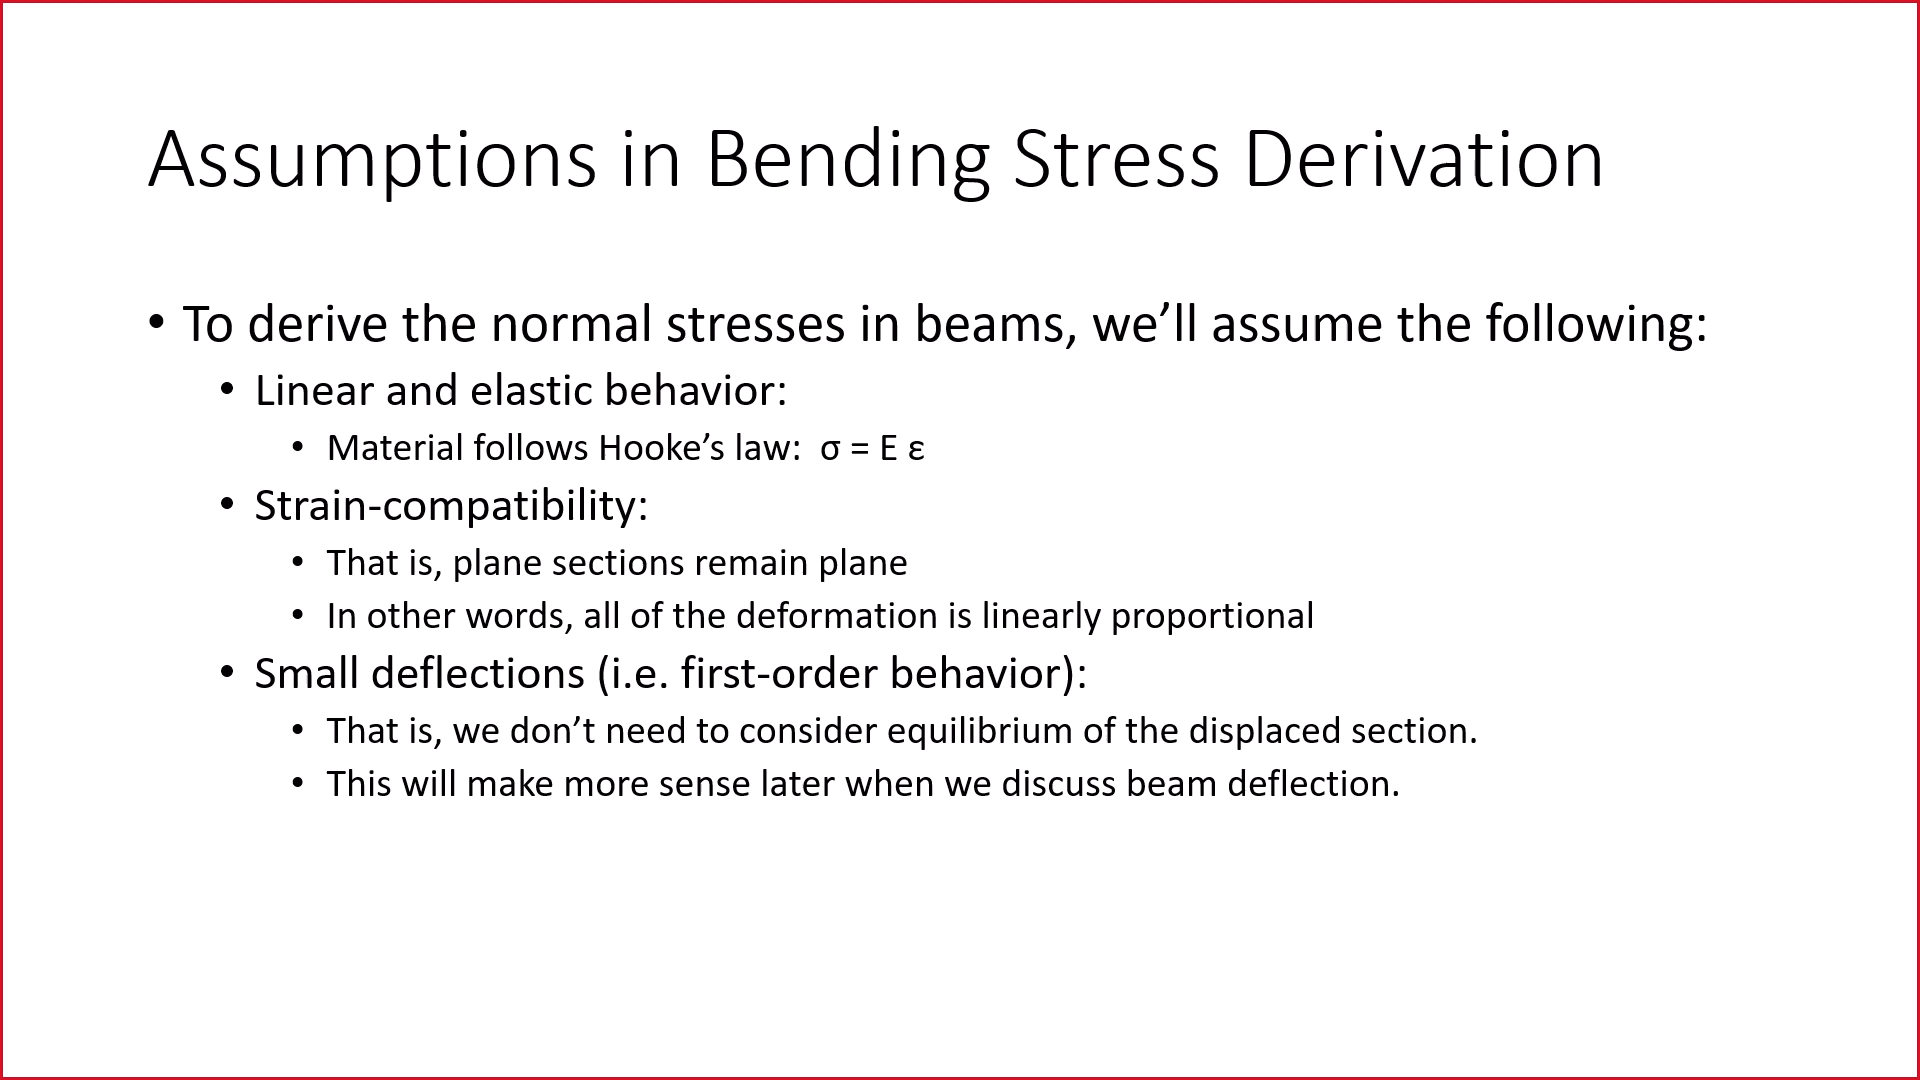 Assumptions in Bending Stress Derivation
• To derive the normal stresses in beams, we’ll assume the following:
• Linear and elastic behavior:
• Material follows Hooke’s law:  σ = E ε
• Strain-compatibility:
• That is, plane sections remain plane
• In other words, all of the deformation is linearly proportional
• Small deflections (i.e. first-order behavior):
• That is, we don’t need to consider equilibrium of the displaced section.
• This will make more sense later when we discuss beam deflection.